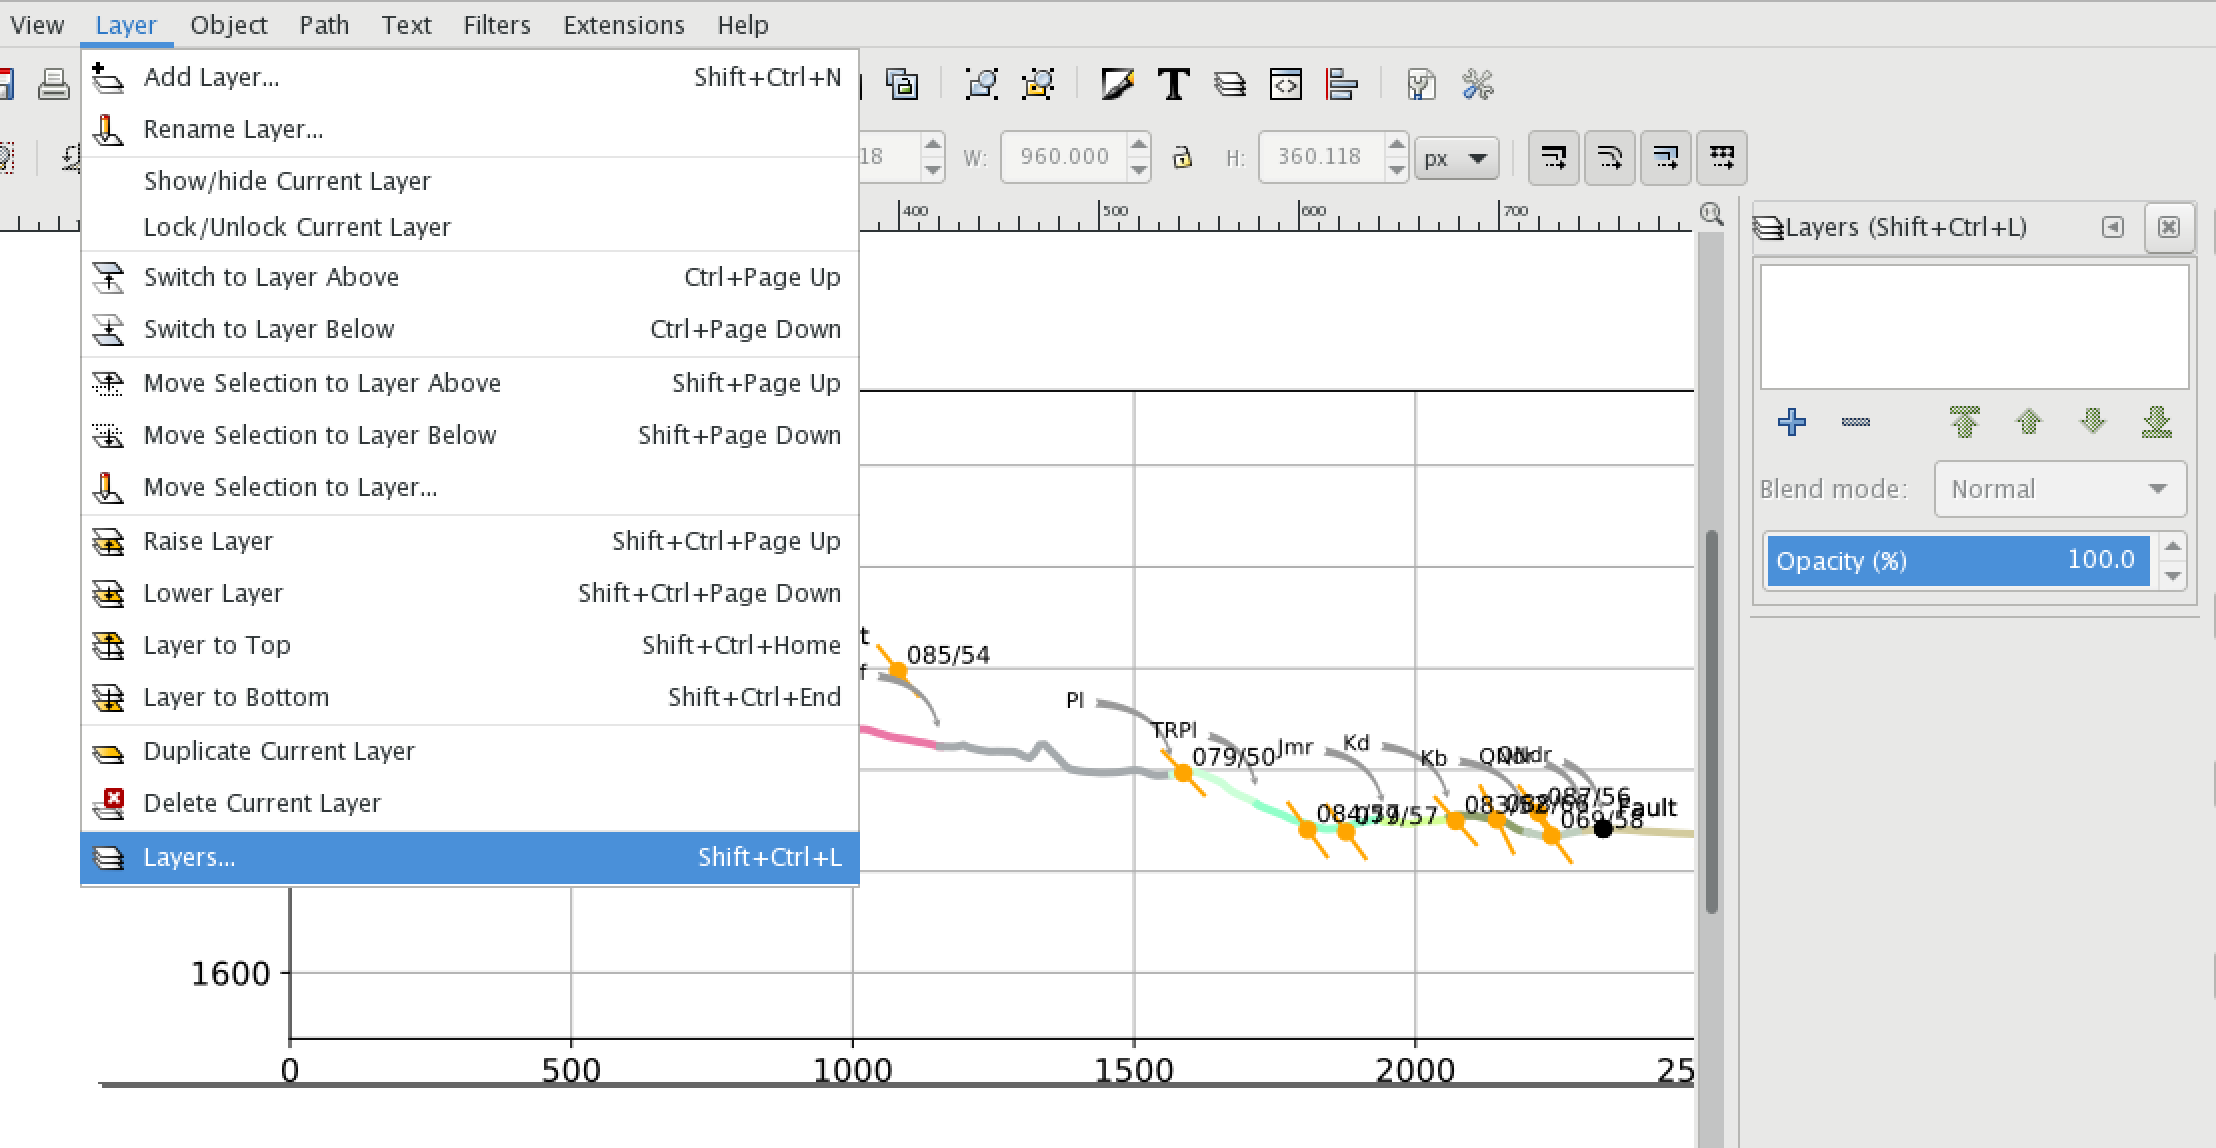 View Layer Object Path Text Filters Extensions Help
Add Layer... Shift+Ctrl+N
Rename Layer...
Show/hide Current Layer
Lock/Unlock Current Layer
Switch to Layer Above Ctrl+Page Up
Switch to Layer Below Ctrl+Page Down
Move Selection to Layer Above Shift+Page Up
Move Selection to Layer Below Shift+Page Down
Move Selection to Layer...
Raise Layer Shift+Ctrl+Page Up
Lower Layer Shift+Ctrl+Page Down
Layer to Top Shift+Ctrl+Home
Layer to Bottom Shift+Ctrl+End
Duplicate Current Layer
Delete Current Layer
Layers... Shift+Ctrl+L
18 W: 960.000 H: 360.118 px
400 500 600 700
Layers (Shift+Ctrl+L)
Blend mode: Normal
Opacity (%) 100.0
t
f
085/54
Pl
TRPl
079/50
Jmr
Kd
Kb
083/
087/56
069/58
Fault
1600
0 500 1000 1500 2000 25